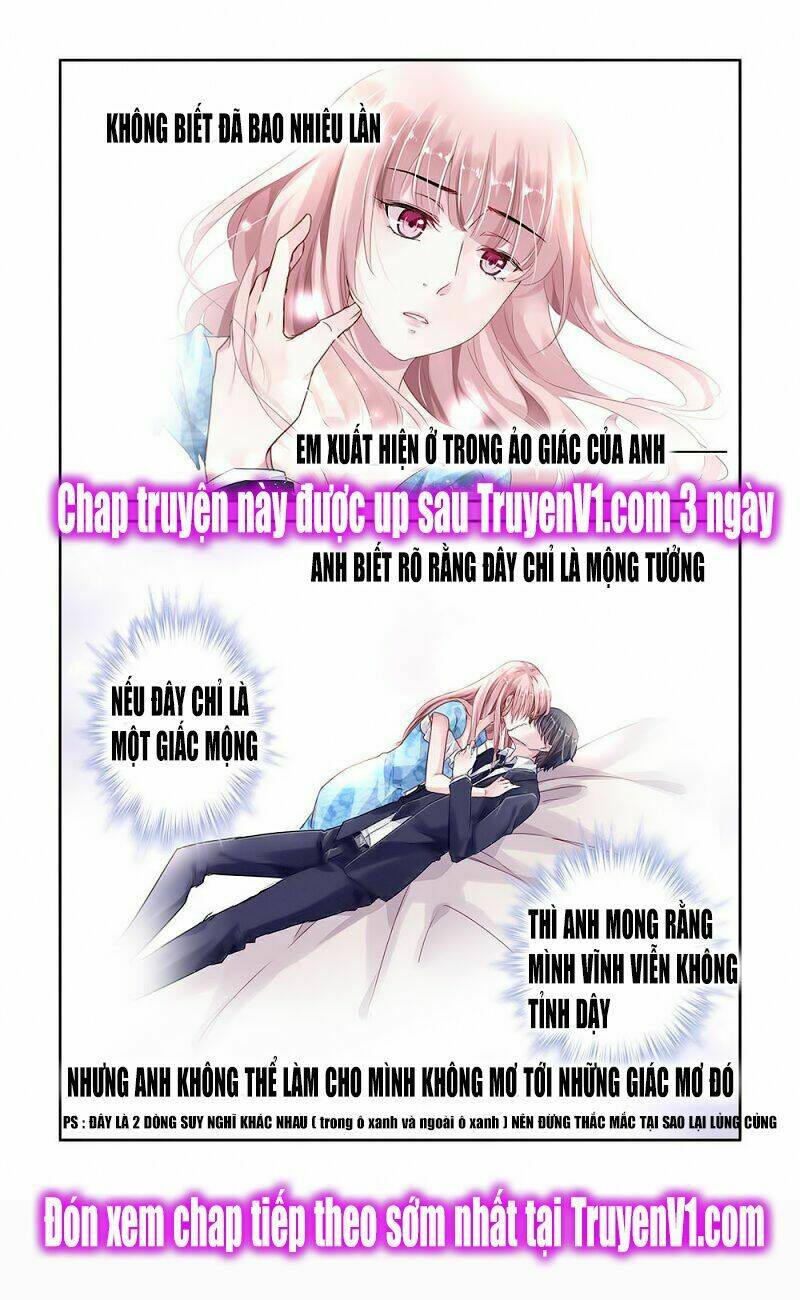 KHÔNG BIẾT ĐÃ BAO NHIÊU LẦN
EM XUẤT HIỆN Ở TRONG ẢO GIÁC CỦA ANH
Chap truyện này được up sau TruyenV1.com 3 ngày
ANH BIẾT RÕ RẰNG ĐÂY CHỈ LÀ MỘNG TƯỞNG
NẾU ĐÂY CHỈ LÀ
MỘT GIẤC MỘNG
THÌ ANH MONG RẰNG
MÌNH VĨNH VIỄN KHÔNG
TỈNH DẬY
NHƯNG ANH KHÔNG THỂ LÀM CHO MÌNH KHÔNG MƠ TỚI NHỮNG GIÁC MƠ ĐÓ
PS : ĐÂY LÀ 2 DÒNG SUY NGHĨ KHÁC NHAU ( trong ô xanh và ngoài ô xanh ) NÊN ĐỪNG THẮC MẮC TẠI SAO LẠI LỦNG CỦNG
Đón xem chap tiếp theo sớm nhất tại TruyenV1.com